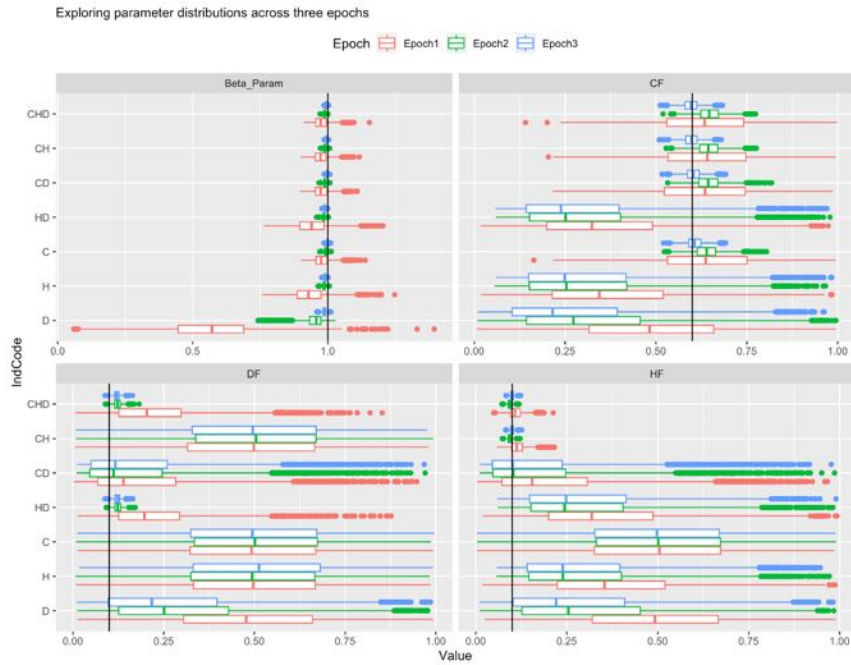 Exploring parameter distributions across three epochs
Epoch Epoch1 Epoch2 Epoch3
Beta_Param CF
CHD
CH
CD
HD
C
H
D
0.0 0.5 1.0 0.00 0.25 0.50 0.75 1.00
IndCode
DF HF
CHD
CH
CD
HD
C
H
D
0.00 0.25 0.50 0.75 1.00 0.00 0.25 0.50 0.75 1.00
Value